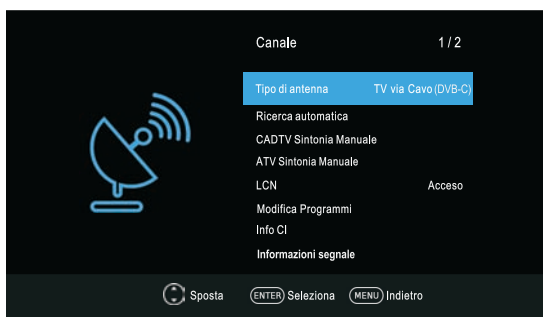 Canale 1 / 2
Tipo di antenna TV via Cavo (DVB-C)
Ricerca automatica
CADTV Sintonia Manuale
ATV Sintonia Manuale
LCN Acceso
Modifica Programmi
Info CI
Informazioni segnale
Sposta ENTER Seleziona MENU Indietro